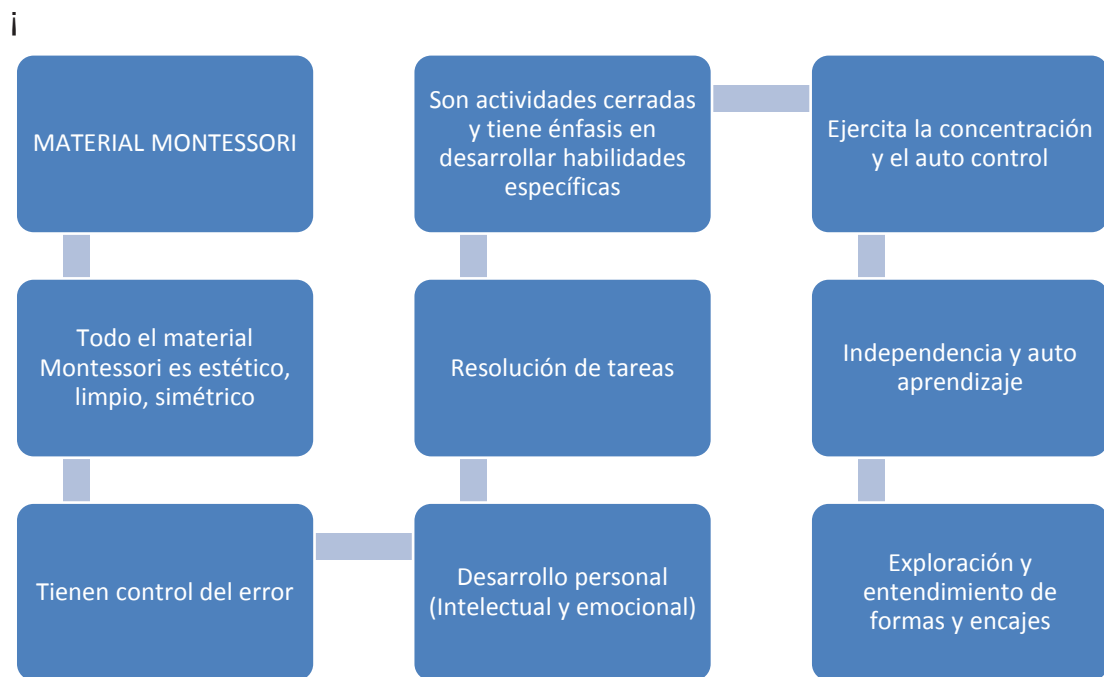 ¡
MATERIAL MONTESSORI
Todo el material
Montessori es estético,
limpio, simétrico
Tienen control del error
Desarrollo personal
(Intelectual y emocional)
Resolución de tareas
Son actividades cerradas
y tiene énfasis en
desarrollar habilidades
específicas
Ejercita la concentración
y el auto control
Independencia y auto
aprendizaje
Exploración y
entendimiento de
formas y encajes